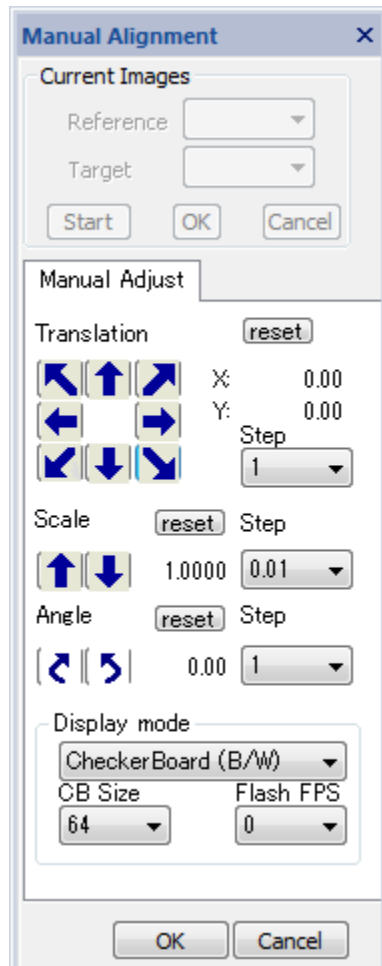 Manual Alignment
Current Images
Reference
Target
Start OK Cancel
Manual Adjust
Translation reset
X: 0.00
Y: 0.00
Step
1
Scale reset Step
1.0000 0.01
Angle reset Step
0.00 1
Display mode
CheckerBoard (B/W)
CB Size Flash FPS
64 0
OK Cancel